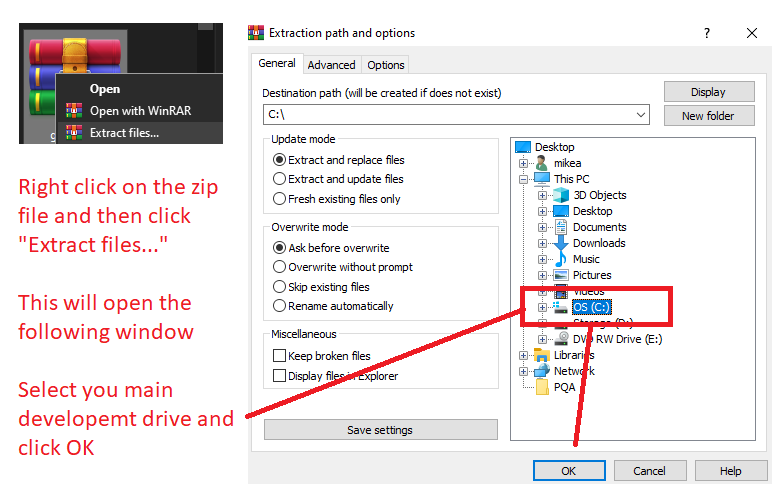 Open
Open with WinRAR
Extract files...
Right click on the zip
file and then click
"Extract files..."
This will open the
following window
Select you main
developemt drive and
click OK
Extraction path and options
General
Advanced
Options
Destination path (will be created if does not exist)
C:\
Display
New folder
Update mode
Extract and replace files
Extract and update files
Fresh existing files only
Overwrite mode
Ask before overwrite
Overwrite without prompt
Skip existing files
Rename automatically
Miscellaneous
Keep broken files
Display files in Explorer
Save settings
Desktop
mikea
This PC
3D Objects
Desktop
Documents
Downloads
Music
Pictures
Videos
OS (C:)
Storage (D:)
DVD RW Drive (E:)
Libraries
Network
PQA
OK
Cancel
Help